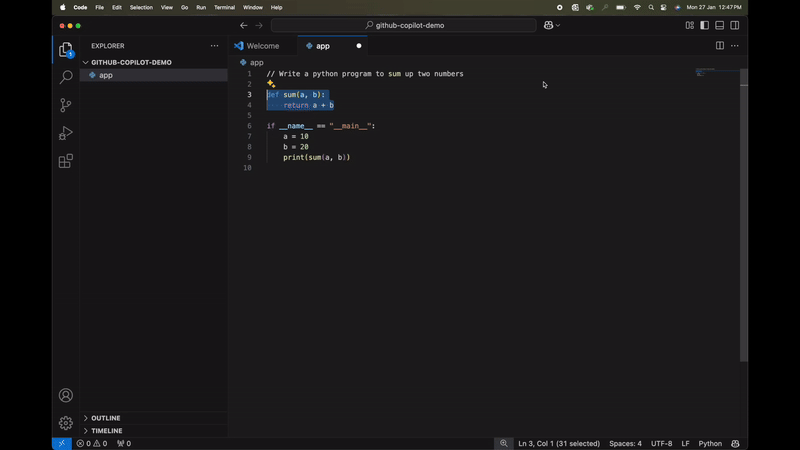 Code File Edit Selection View Go Run Terminal Window Help Mon 27 Jan 12:47PM
github-copilot-demo
EXPLORER
Welcome
app
1
GITHUB-COPILOT-DEMO
app
app
1 // Write a python program to sum up two numbers
2
3 def sum(a, b):
4 return a + b
5
6 if __name__ == "__main__":
7 a = 10
8 b = 20
9 print(sum(a, b))
10
OUTLINE
TIMELINE
0 0 0 Ln 3, Col 1 (31 selected) Spaces: 4 UTF-8 LF Python